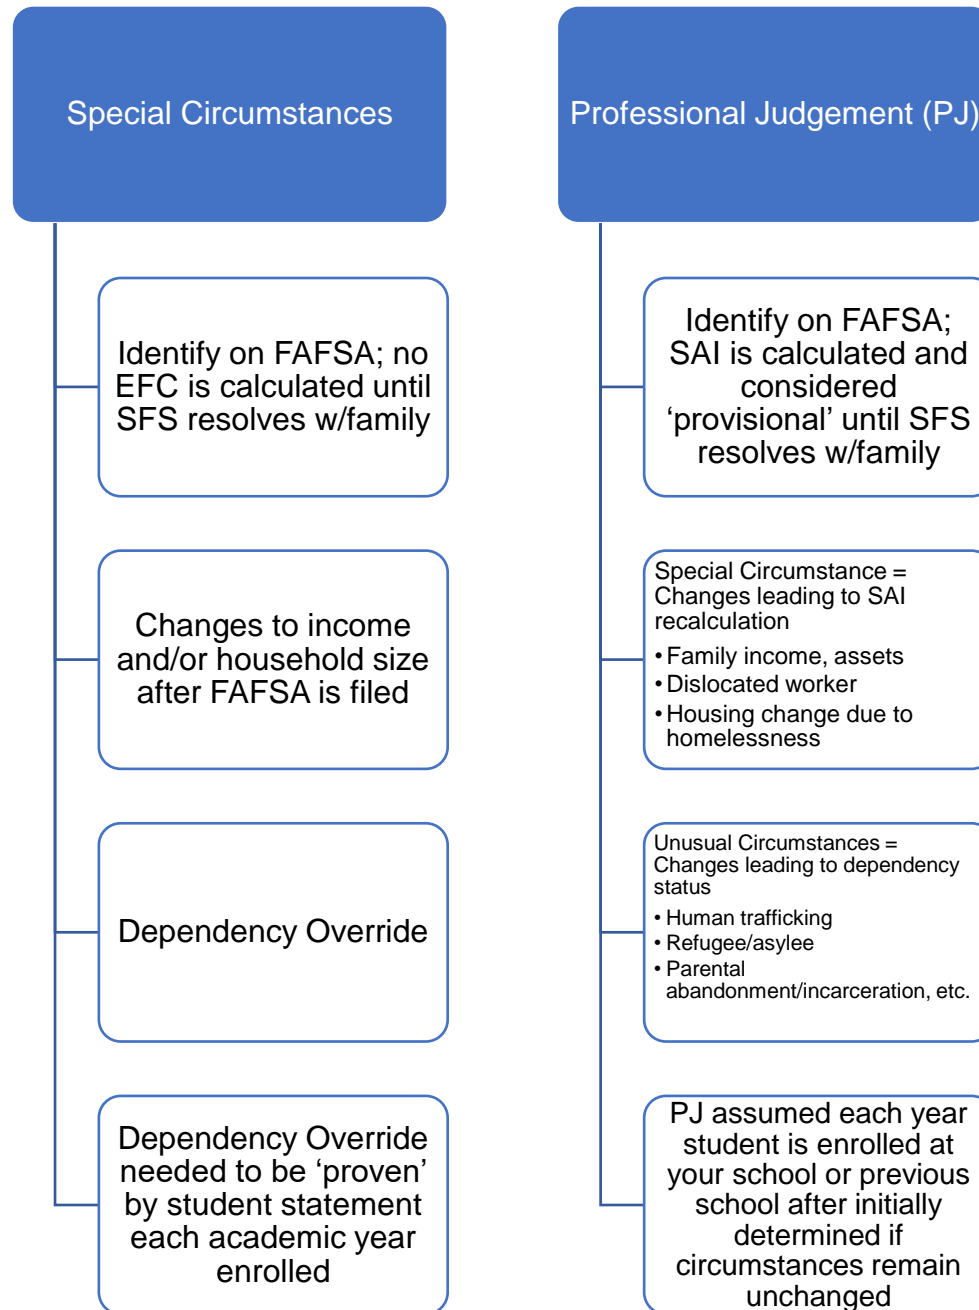 Special Circumstances
Identify on FAFSA; no
EFC is calculated until
SFS resolves w/family
Changes to income
and/or household size
after FAFSA is filed
Dependency Override
Dependency Override
needed to be ‘proven’
by student statement
each academic year
enrolled
Professional Judgement (PJ)
Identify on FAFSA;
SAI is calculated and
considered
‘provisional’ until SFS
resolves w/family
Special Circumstance =
Changes leading to SAI
recalculation
• Family income, assets
• Dislocated worker
• Housing change due to
homelessness
Unusual Circumstances =
Changes leading to dependency
status
• Human trafficking
• Refugee/asylee
• Parental
abandonment/incarceration, etc.
PJ assumed each year
student is enrolled at
your school or previous
school after initially
determined if
circumstances remain
unchanged